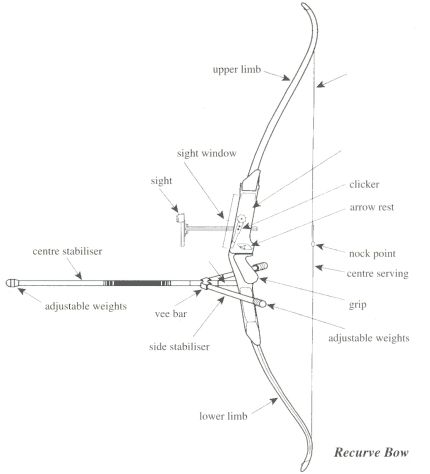 upper limb
sight window
sight
clicker
arrow rest
centre stabiliser
nock point
centre serving
adjustable weights
vee bar
grip
side stabiliser
adjustable weights
lower limb
Recurve Bow